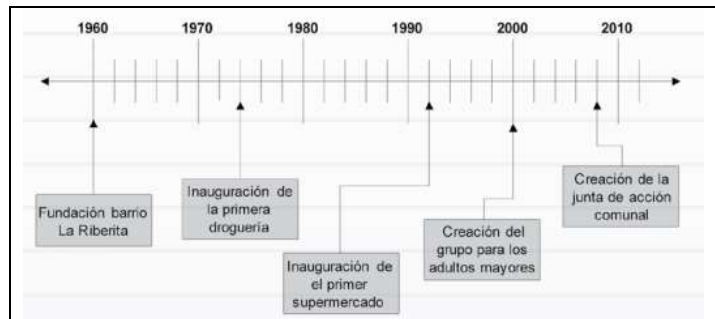 1960 1970 1980 1990 2000 2010
Fundación barrio
La Riberita
Inauguración de
la primera
droguería
Inauguración de
el primer
supermercado
Creación del
grupo para los
adultos mayores
Creación de la
junta de acción
comunal